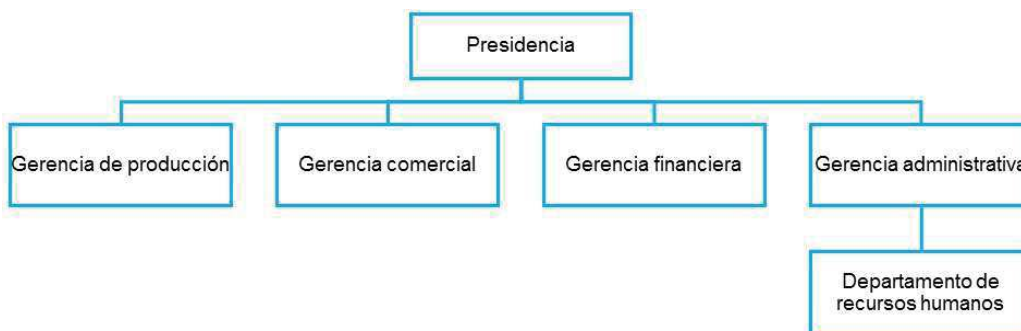 Presidencia
Gerencia de producción
Gerencia comercial
Gerencia financiera
Gerencia administrativa
Departamento de
recursos humanos